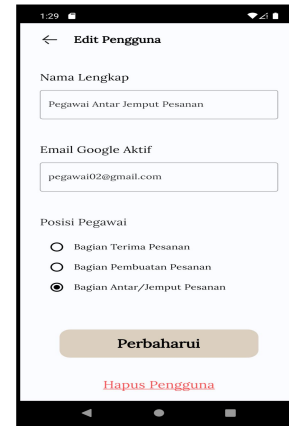 1:29
Edit Pengguna
Nama Lengkap
Pegawai Antar Jemput Pesanan
Email Google Aktif
pegawai02@gmail.com
Posisi Pegawai
Bagian Terima Pesanan
Bagian Pembuatan Pesanan
Bagian Antar/Jemput Pesanan
Perbaharui
Hapus Pengguna